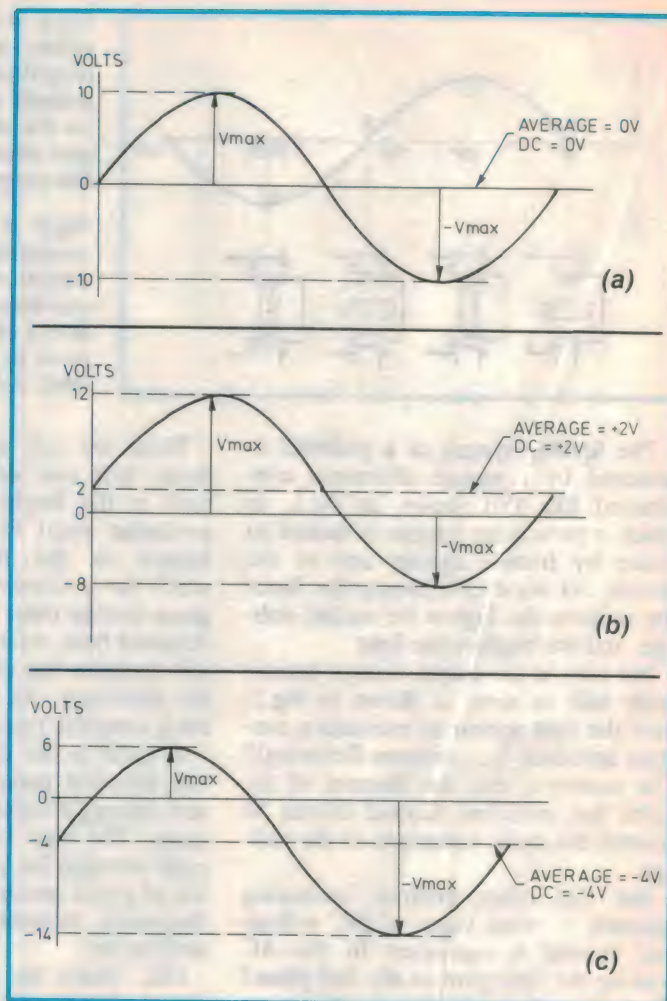 VOLTS
10
Vmax
AVERAGE = 0V
DC = 0V
0
-Vmax
-10
(a)
VOLTS
12
Vmax
AVERAGE = +2V
DC = +2V
2
0
-Vmax
-8
(b)
VOLTS
6
Vmax
0
-4
-Vmax
AVERAGE = -4V
DC = -4V
-14
(c)